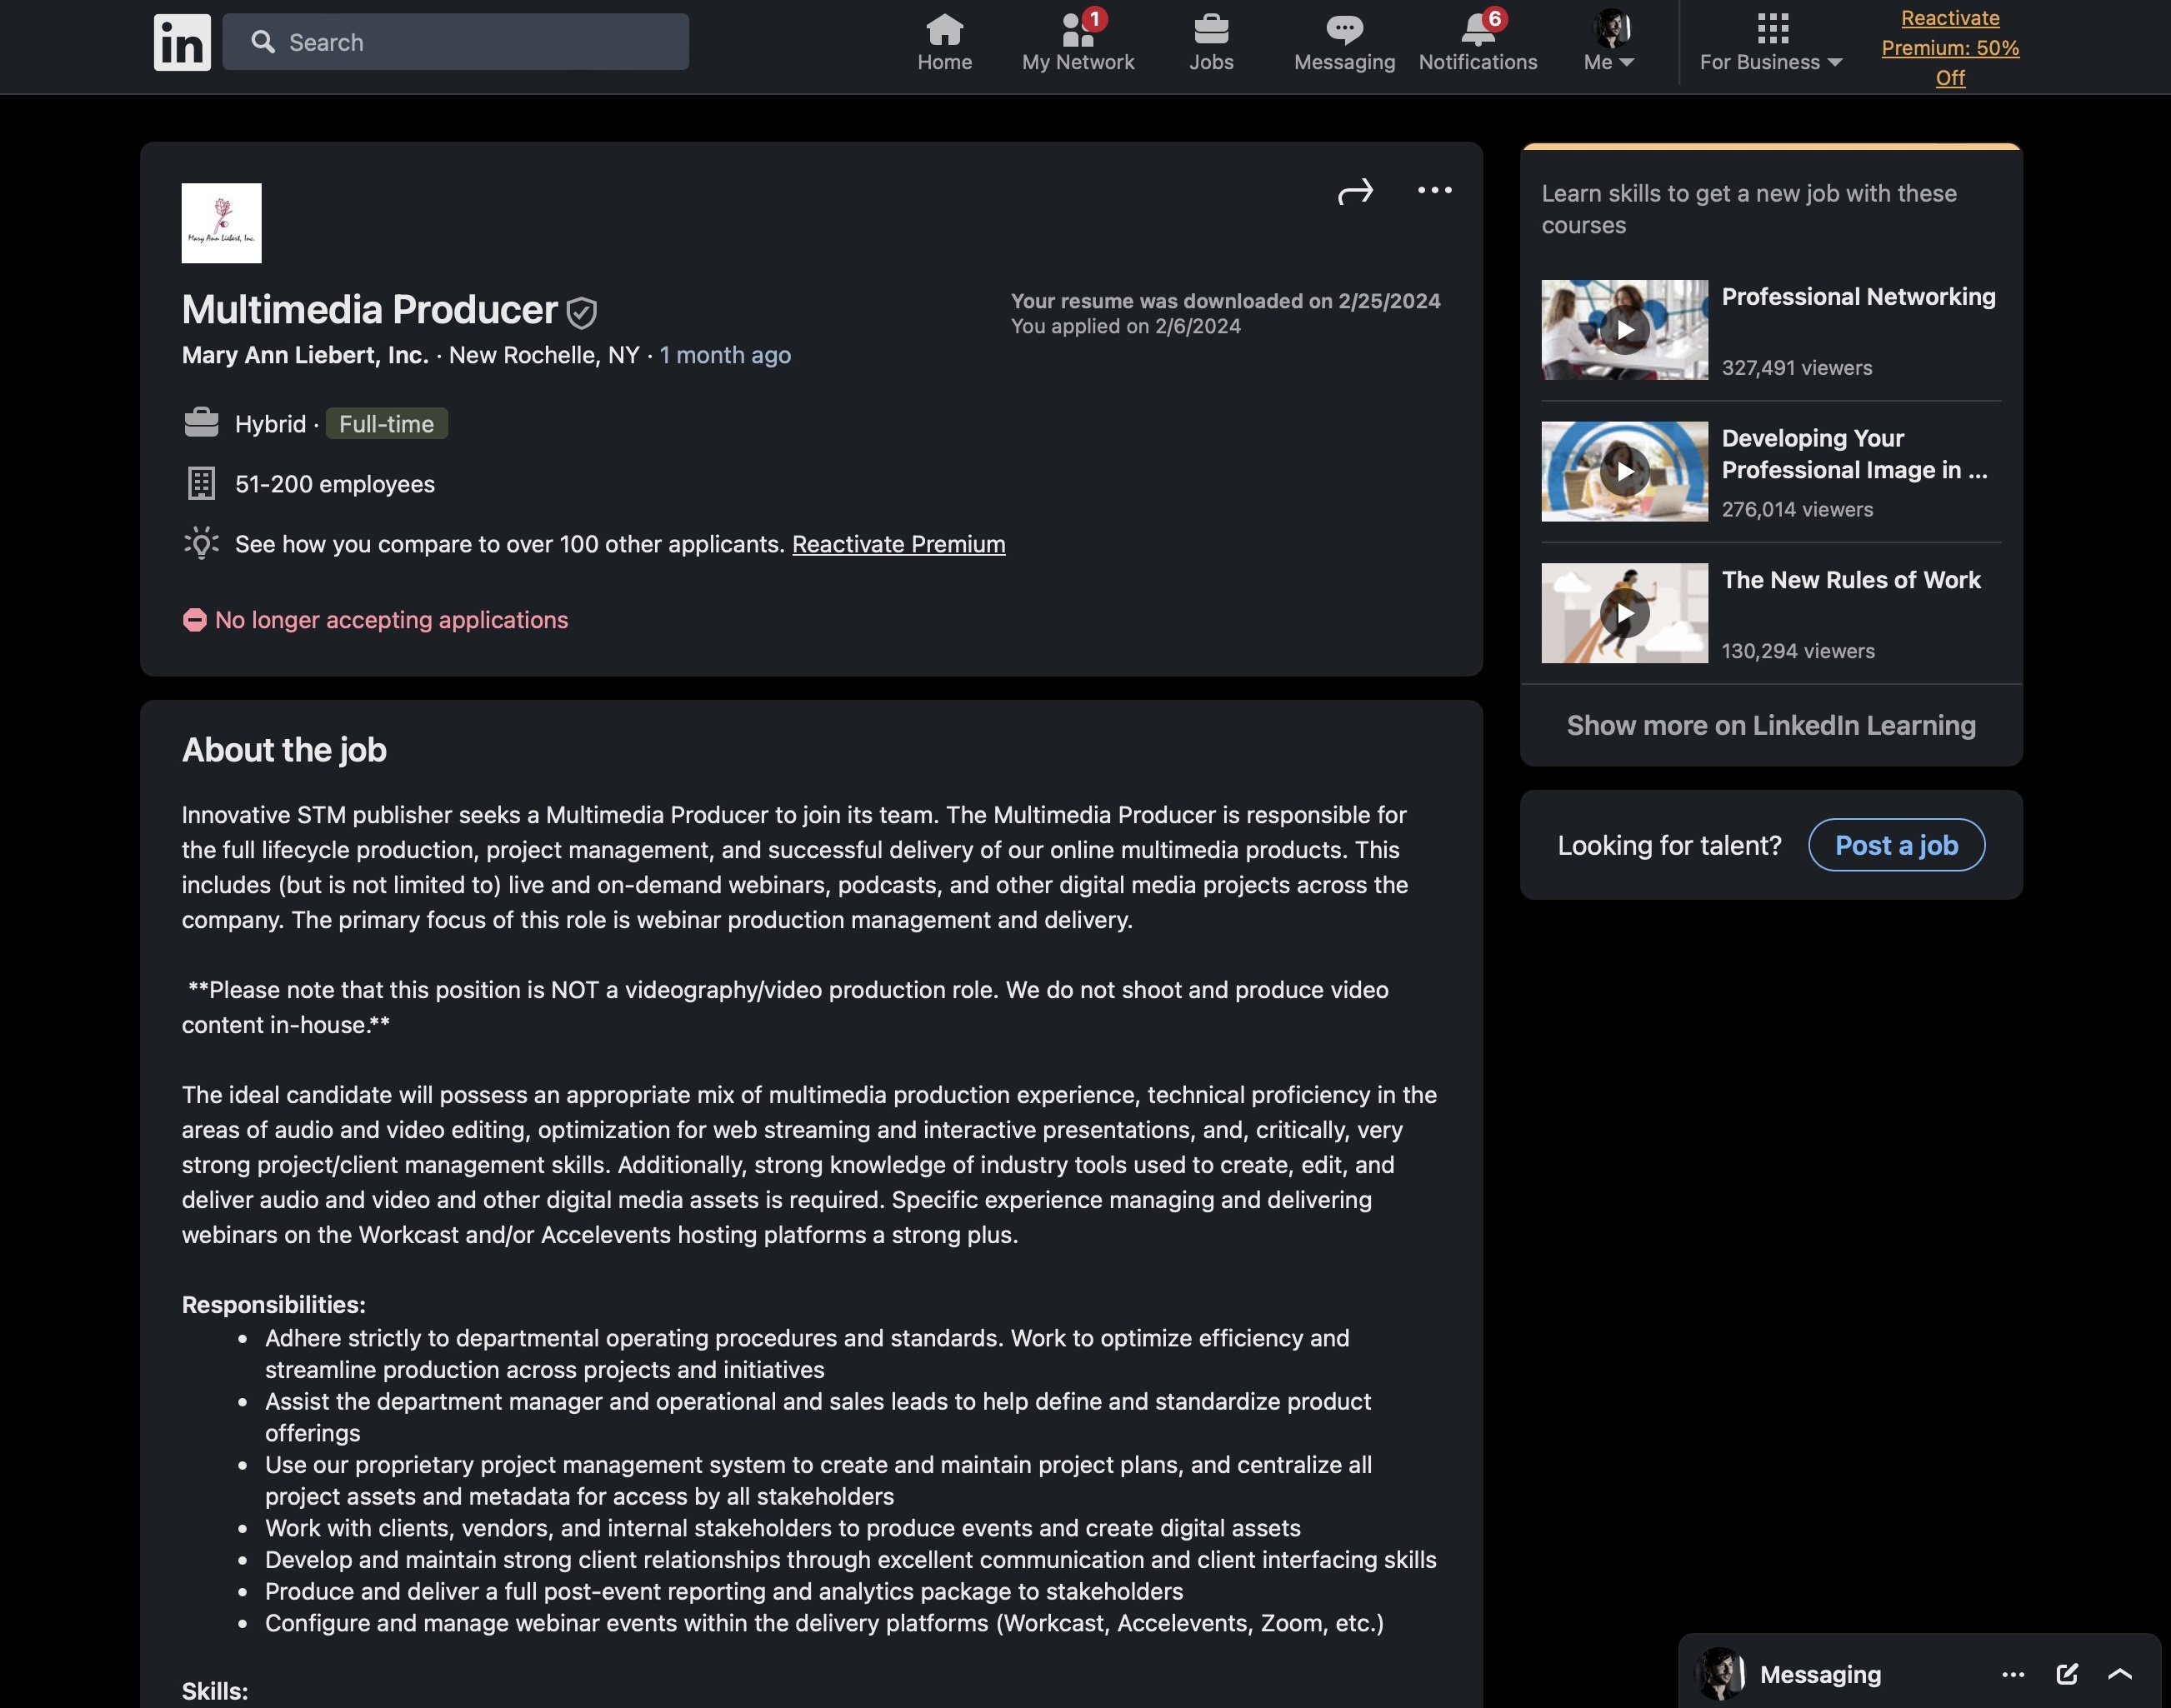 in
Search
Home
1
My Network
Jobs
Messaging
6
Notifications
Me
For Business
Reactivate
Premium: 50%
Off
Mary Ann Liebert, Inc.
Multimedia Producer
Mary Ann Liebert, Inc. · New Rochelle, NY · 1 month ago
Your resume was downloaded on 2/25/2024
You applied on 2/6/2024
Hybrid · Full-time
51-200 employees
See how you compare to over 100 other applicants. Reactivate Premium
No longer accepting applications
About the job
Innovative STM publisher seeks a Multimedia Producer to join its team. The Multimedia Producer is responsible for
the full lifecycle production, project management, and successful delivery of our online multimedia products. This
includes (but is not limited to) live and on-demand webinars, podcasts, and other digital media projects across the
company. The primary focus of this role is webinar production management and delivery.
**Please note that this position is NOT a videography/video production role. We do not shoot and produce video
content in-house.**
The ideal candidate will possess an appropriate mix of multimedia production experience, technical proficiency in the
areas of audio and video editing, optimization for web streaming and interactive presentations, and, critically, very
strong project/client management skills. Additionally, strong knowledge of industry tools used to create, edit, and
deliver audio and video and other digital media assets is required. Specific experience managing and delivering
webinars on the Workcast and/or Accelevents hosting platforms a strong plus.
Responsibilities:
• Adhere strictly to departmental operating procedures and standards. Work to optimize efficiency and
streamline production across projects and initiatives
• Assist the department manager and operational and sales leads to help define and standardize product
offerings
• Use our proprietary project management system to create and maintain project plans, and centralize all
project assets and metadata for access by all stakeholders
• Work with clients, vendors, and internal stakeholders to produce events and create digital assets
• Develop and maintain strong client relationships through excellent communication and client interfacing skills
• Produce and deliver a full post-event reporting and analytics package to stakeholders
• Configure and manage webinar events within the delivery platforms (Workcast, Accelevents, Zoom, etc.)
Skills:
Learn skills to get a new job with these
courses
Professional Networking
327,491 viewers
Developing Your
Professional Image in ...
276,014 viewers
The New Rules of Work
130,294 viewers
Show more on LinkedIn Learning
Looking for talent?
Post a job
Messaging